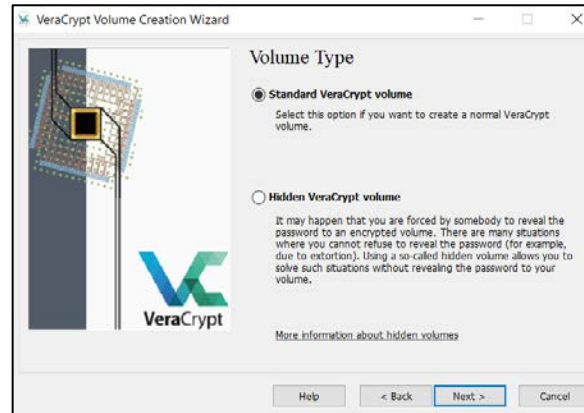 VeraCrypt Volume Creation Wizard
Volume Type
Standard VeraCrypt volume
Select this option if you want to create a normal VeraCrypt
volume.
Hidden VeraCrypt volume
It may happen that you are forced by somebody to reveal the
password to an encrypted volume. There are many situations
where you cannot refuse to reveal the password (for example,
due to extortion). Using a so-called hidden volume allows you to
solve such situations without revealing the password to your
volume.
VeraCrypt
More information about hidden volumes
Help < Back Next > Cancel